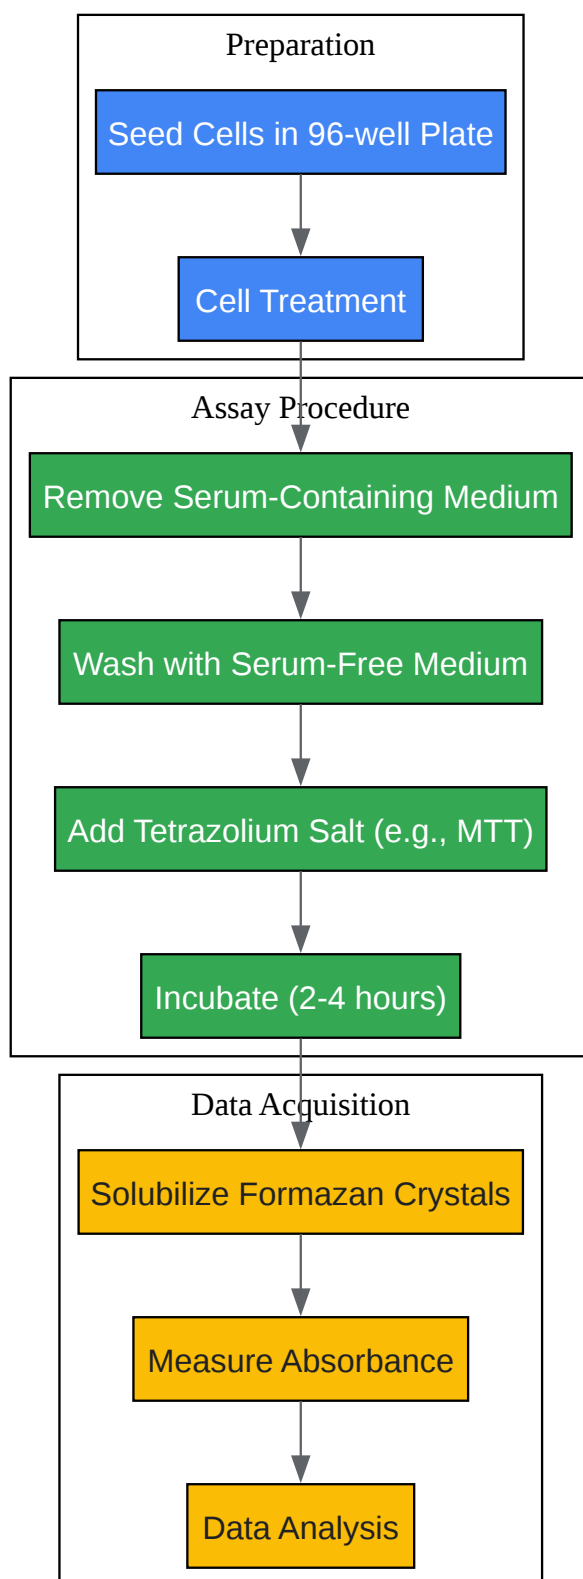 Preparation
Seed Cells in 96-well Plate
Cell Treatment
Assay Procedure
Remove Serum-Containing Medium
Wash with Serum-Free Medium
Add Tetrazolium Salt (e.g., MTT)
Incubate (2-4 hours)
Data Acquisition
Solubilize Formazan Crystals
Measure Absorbance
Data Analysis